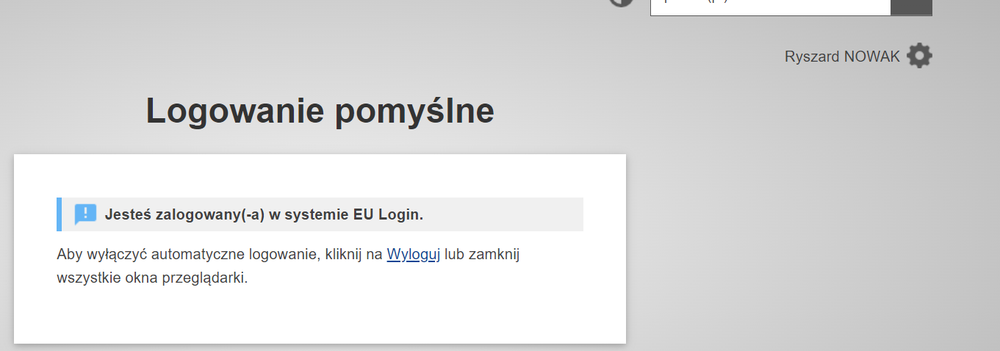 Ryszard NOWAK
Logowanie pomyślne
Jesteś zalogowany(-a) w systemie EU Login.
Aby wyłączyć automatyczne logowanie, kliknij na Wyloguj lub zamknij
wszystkie okna przeglądarki.